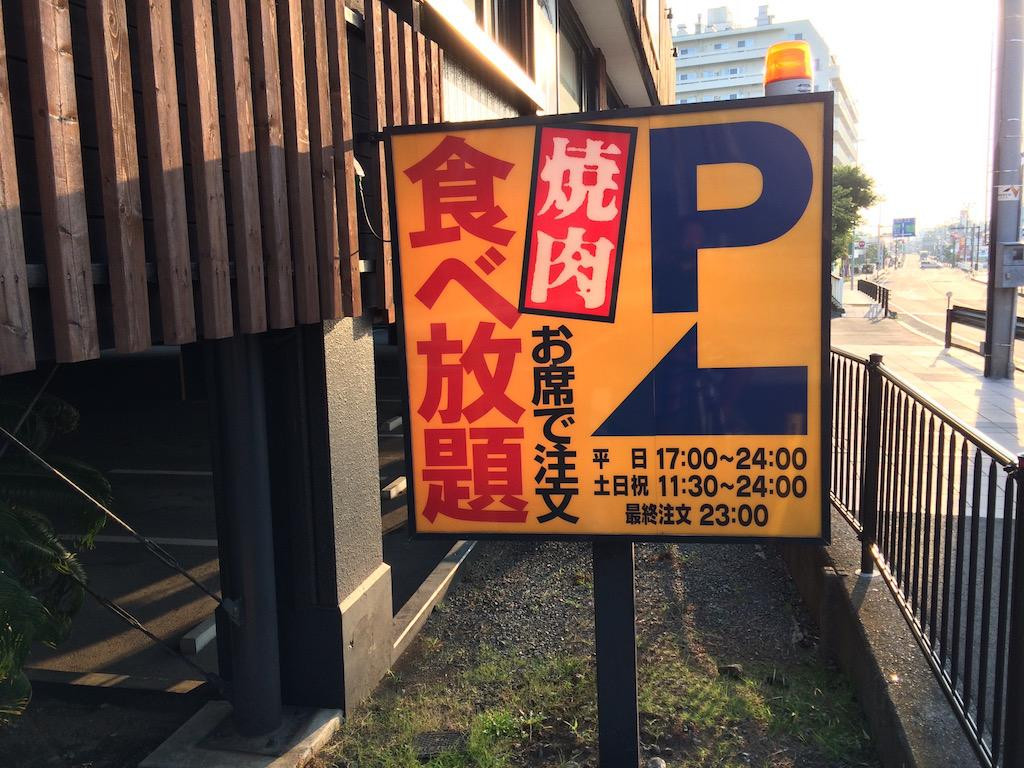 焼肉
食べ放題
お席で注文
P
平 日 17:00～24:00
土日祝 11:30～24:00
最終注文 23:00